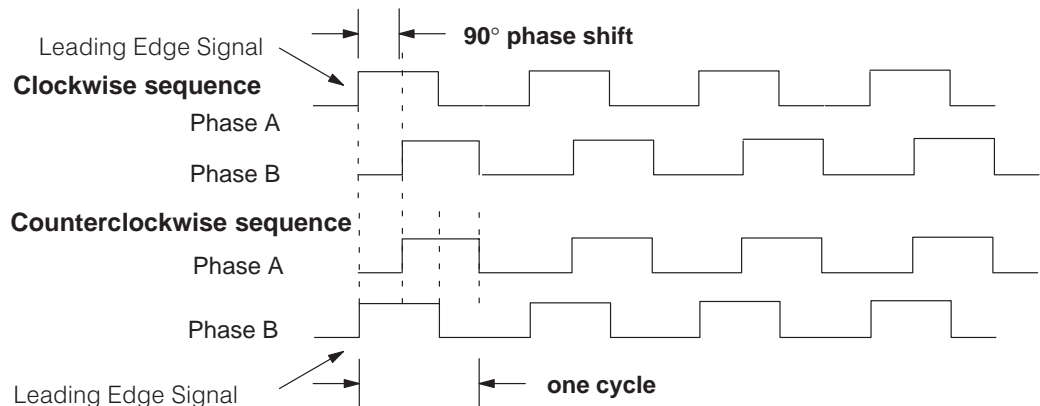 90° phase shift
Leading Edge Signal
Clockwise sequence
Phase A
Phase B
Counterclockwise sequence
Phase A
Phase B
one cycle
Leading Edge Signal